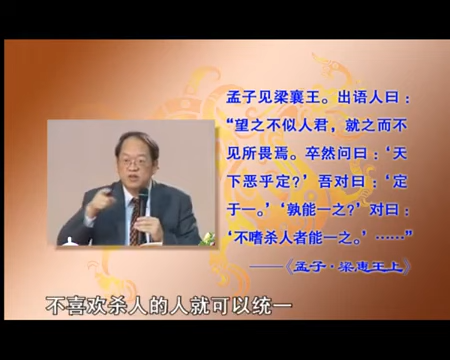 孟子见梁襄王。出语人曰：
“望之不似人君，就之而不
见所畏焉。卒然问曰：‘天
下恶乎定？’吾对曰：‘定
于一。’‘孰能一之？’对曰：
‘不嗜杀人者能一之。’……”
——《孟子·梁惠王上》
不喜欢杀人的人就可以统一